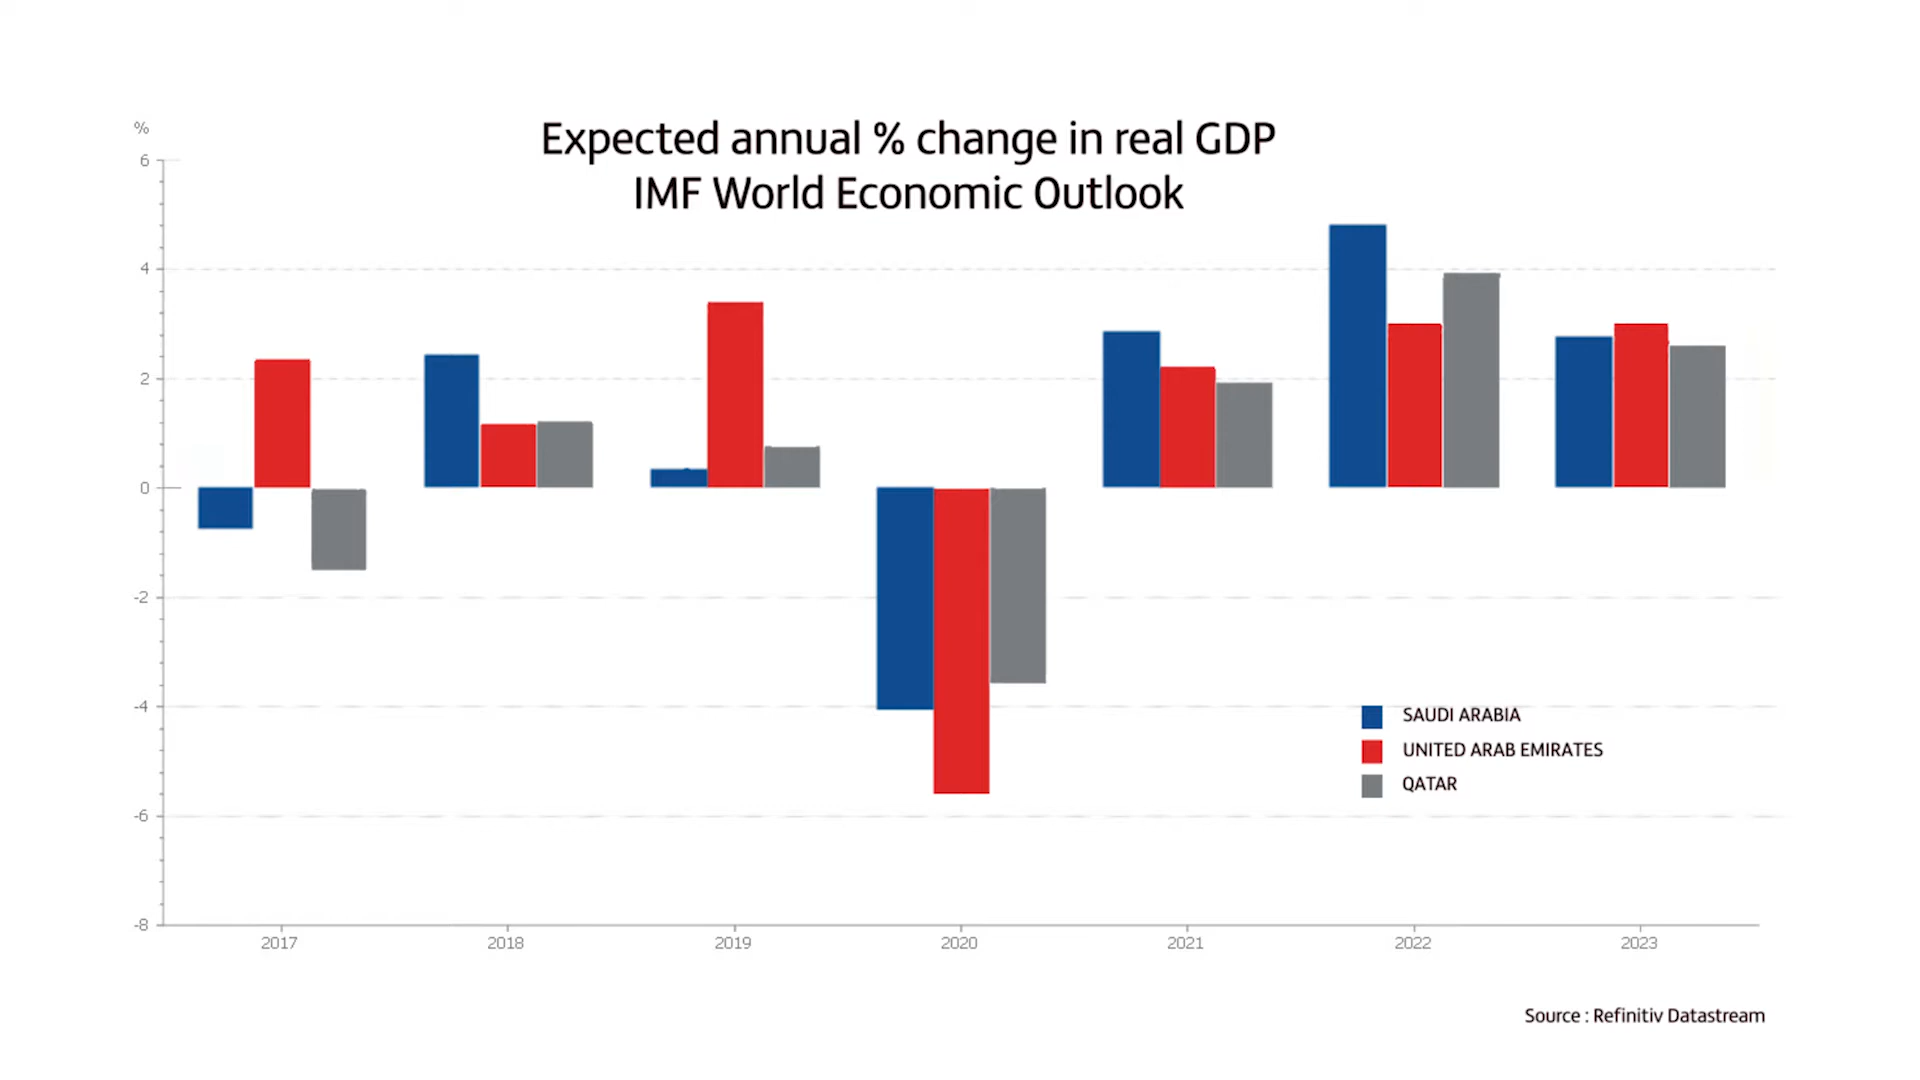 Expected annual % change in real GDP
IMF World Economic Outlook
%
6
4
2
0
-2
-4
-6
-8
2017 2018 2019 2020 2021 2022 2023
SAUDI ARABIA
UNITED ARAB EMIRATES
QATAR
Source : Refinitiv Datastream